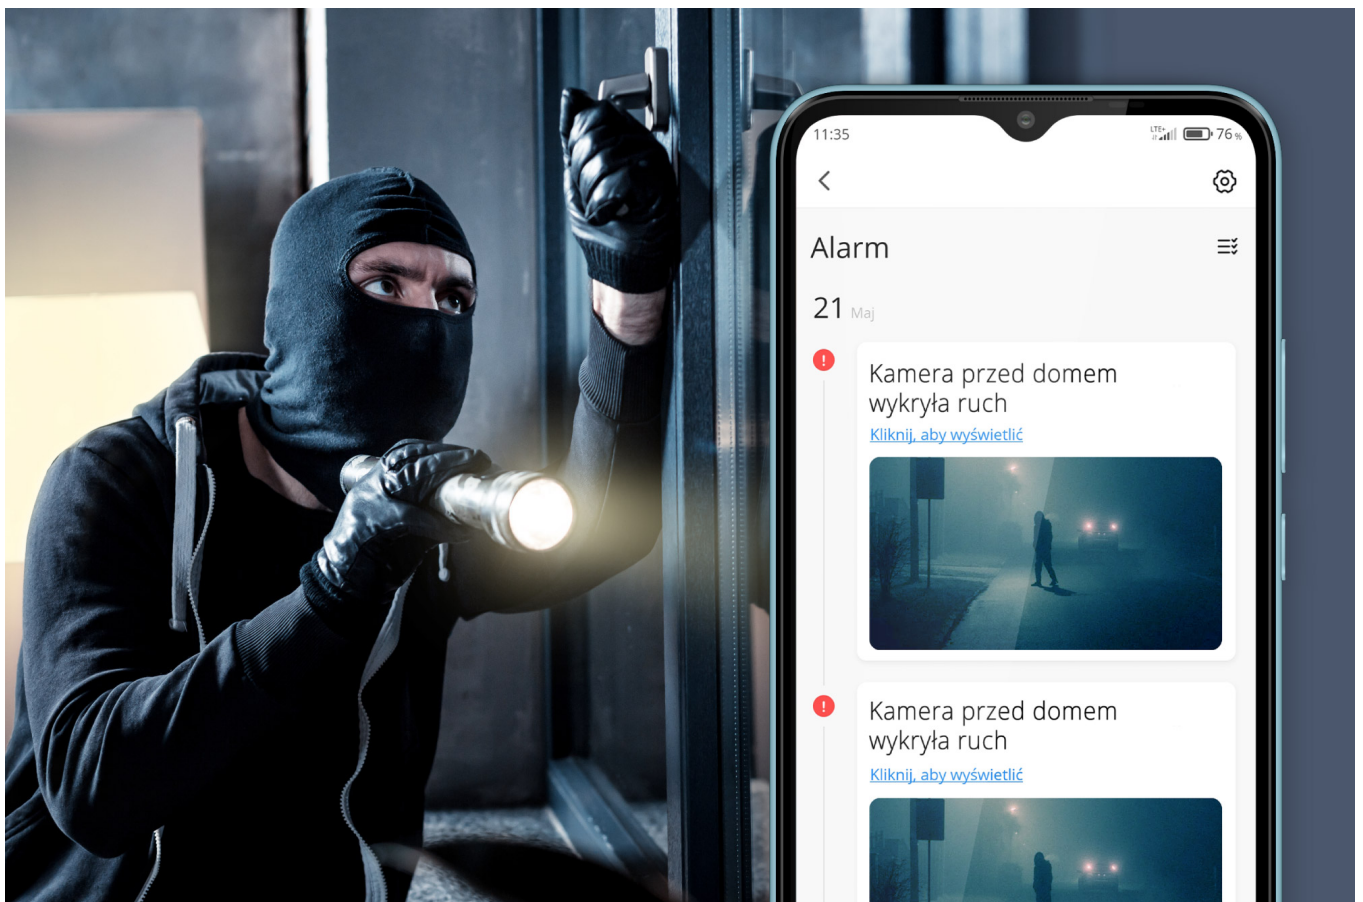 11:35
LTE+
76%
Alarm
21 Maj
Kamera przed domem
wykryła ruch
Kliknij, aby wyświetlić
Kamera przed domem
wykryła ruch
Kliknij, aby wyświetlić